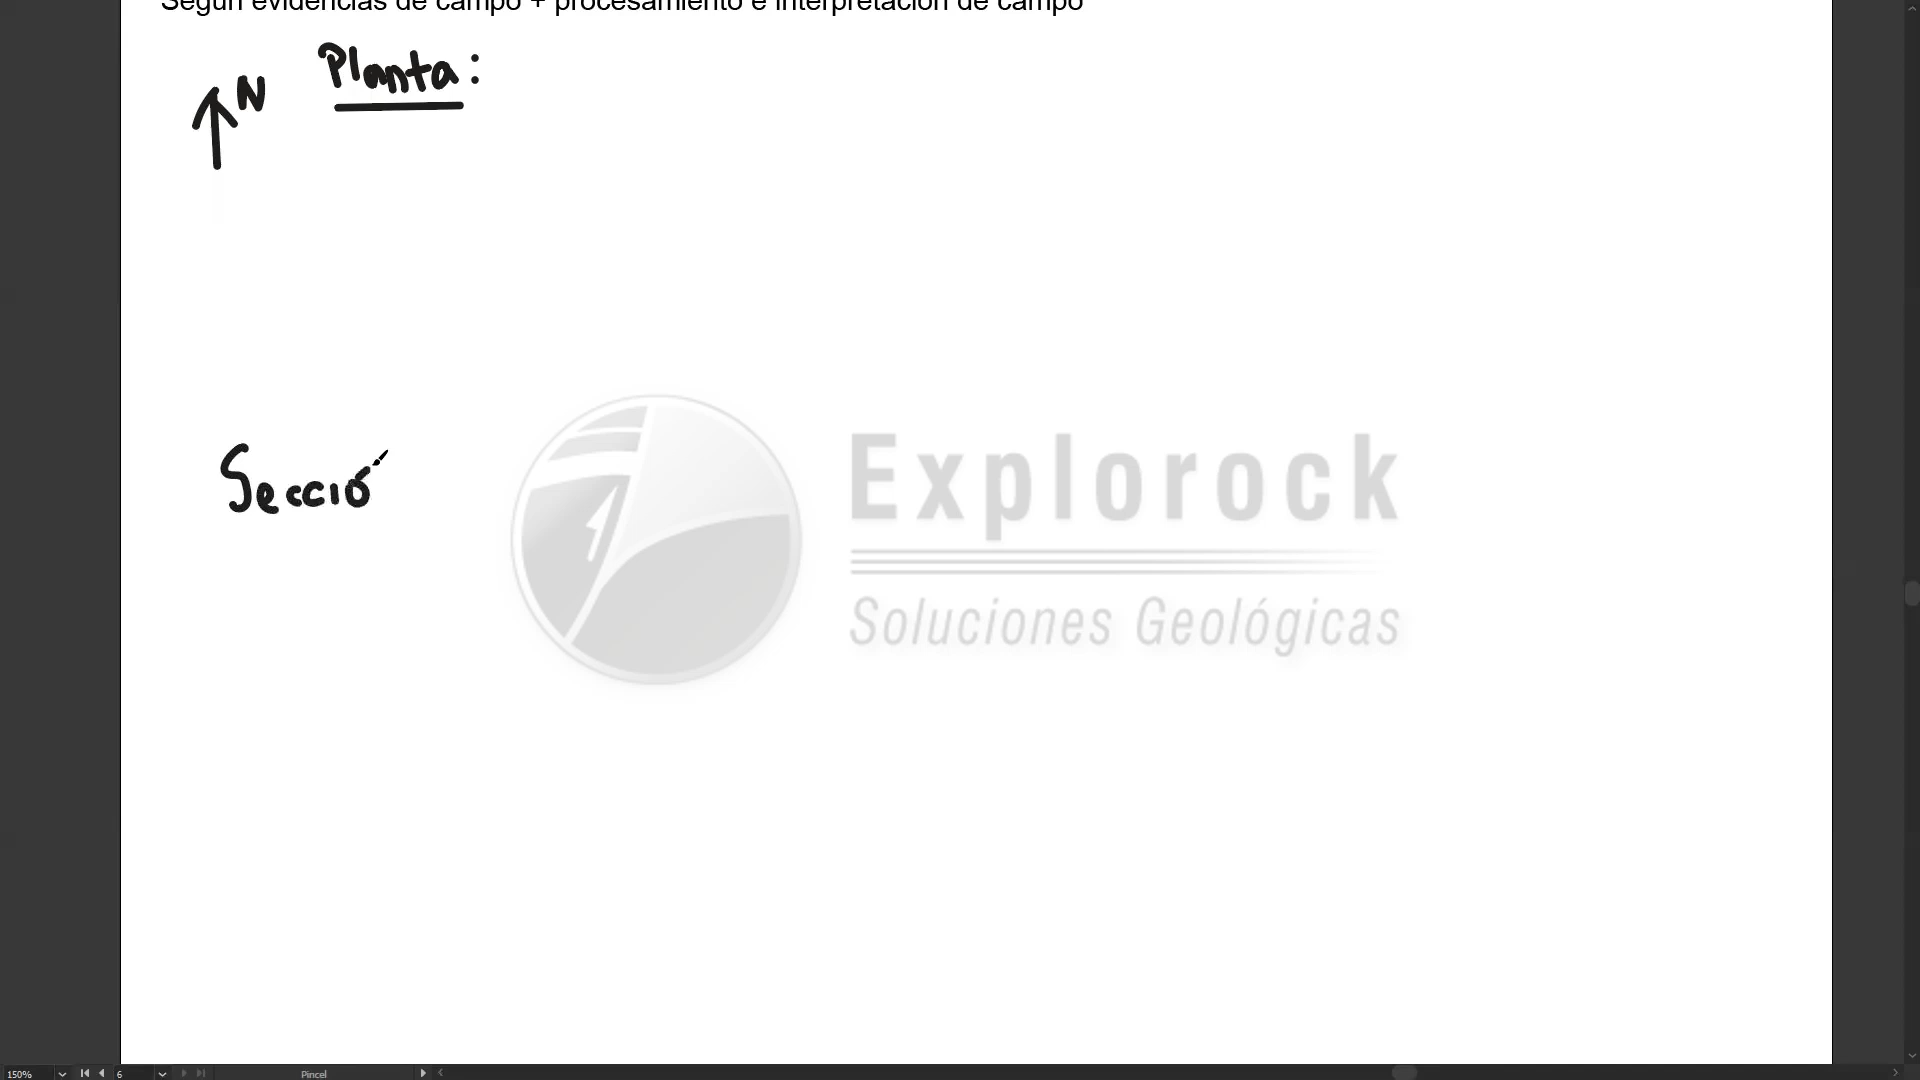 Según evidencias de campo + procesamiento e interpretación de campo
Planta:
N
Secció
Explorock
Soluciones Geológicas
150%
6
Pincel